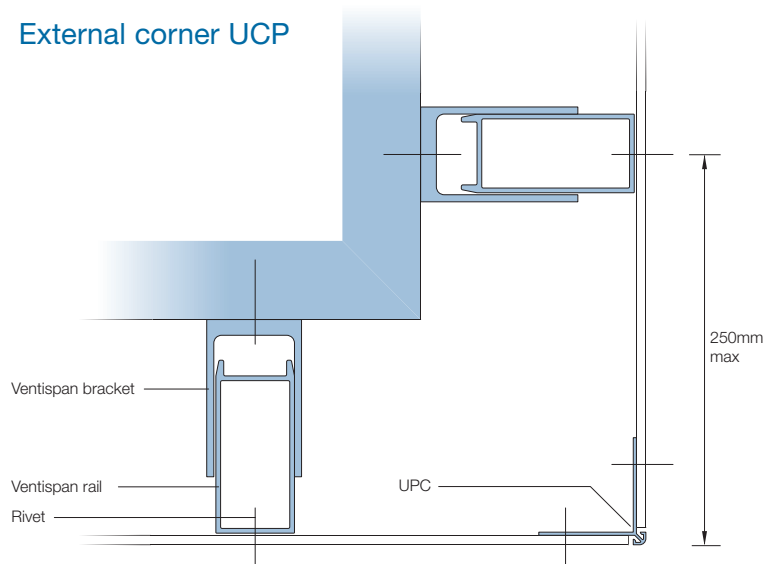 External corner UCP
250mm
max
Ventispan bracket
Ventispan rail
UPC
Rivet